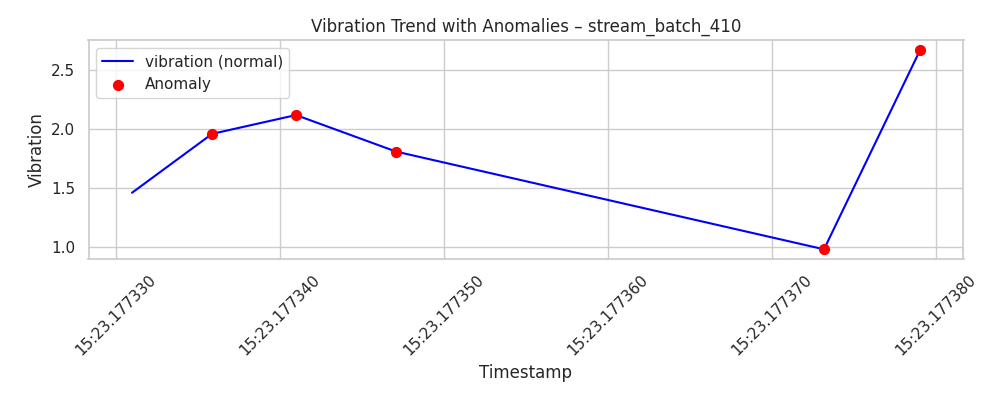 Vibration Trend with Anomalies – stream_batch_410
vibration (normal)
Anomaly
Vibration
2.5
2.0
1.5
1.0
15:23.177330
15:23.177340
15:23.177350
15:23.177360
15:23.177370
15:23.177380
Timestamp